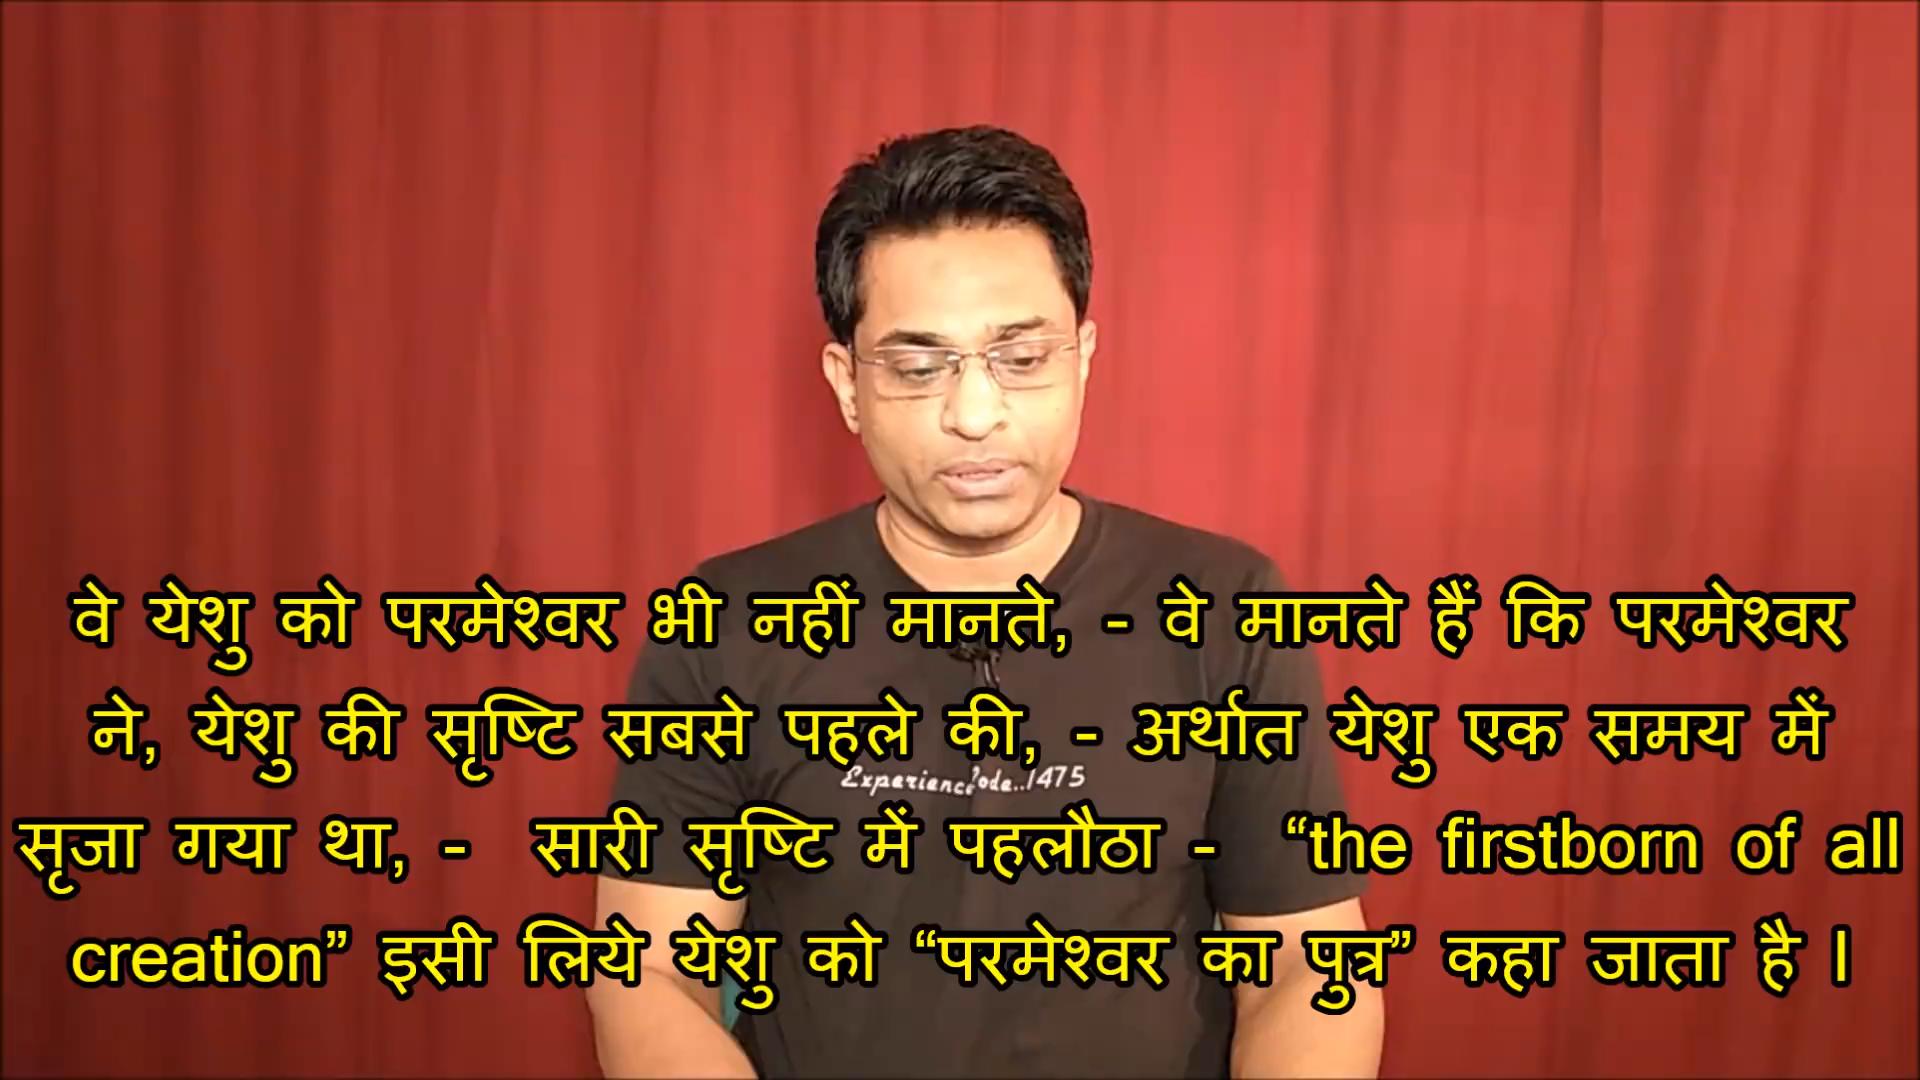 वे येशु को परमेश्वर भी नहीं मानते, - वे मानते हैं कि परमेश्वर
ने, येशु की सृष्टि सबसे पहले की, - अर्थात येशु एक समय में
Experience
सृजा गया था, - सारी सृष्टि में पहलौठा - “the firstborn of all
creation” इसी लिये येशु को “परमेश्वर का पुत्र” कहा जाता है ।